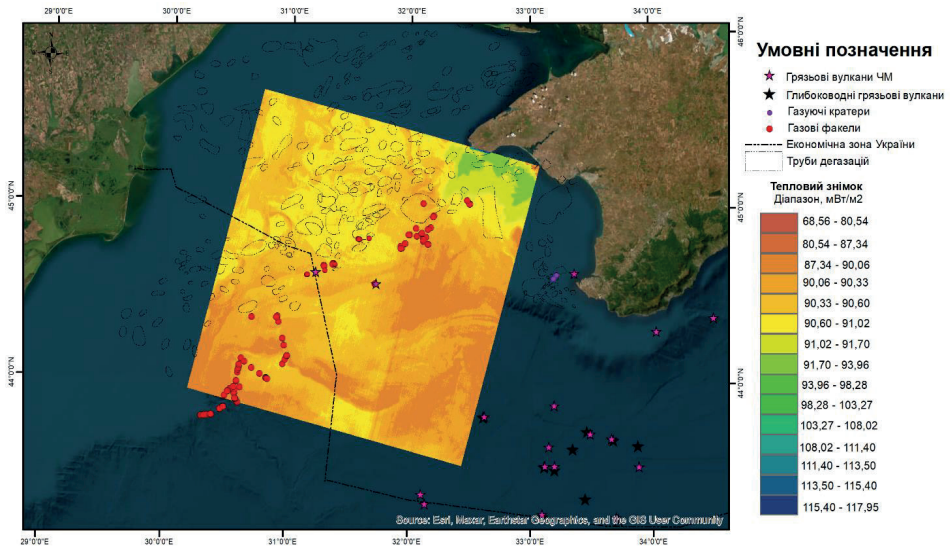 29°0'0"E 30°0'0"E 31°0'0"E 32°0'0"E 33°0'0"E 34°0'0"E
46°0'0"N
45°0'0"N
45°0'0"N
44°0'0"N
44°0'0"N
29°0'0"E 30°0'0"E 31°0'0"E 32°0'0"E 33°0'0"E 34°0'0"E
Source: Esri, Maxar, Earthstar Geographics, and the GIS User Community
Умовні позначення
Грязьові вулкани ЧМ
Глибоководні грязьові вулкани
Газуючі кратери
Газові факели
Економічна зона України
Труби дегазацій
Тепловий знімок
Діапазон, мВт/м2
68,56 - 80,54
80,54 - 87,34
87,34 - 90,06
90,06 - 90,33
90,33 - 90,60
90,60 - 91,02
91,02 - 91,70
91,70 - 93,96
93,96 - 98,28
98,28 - 103,27
103,27 - 108,02
108,02 - 111,40
111,40 - 113,50
113,50 - 115,40
115,40 - 117,95